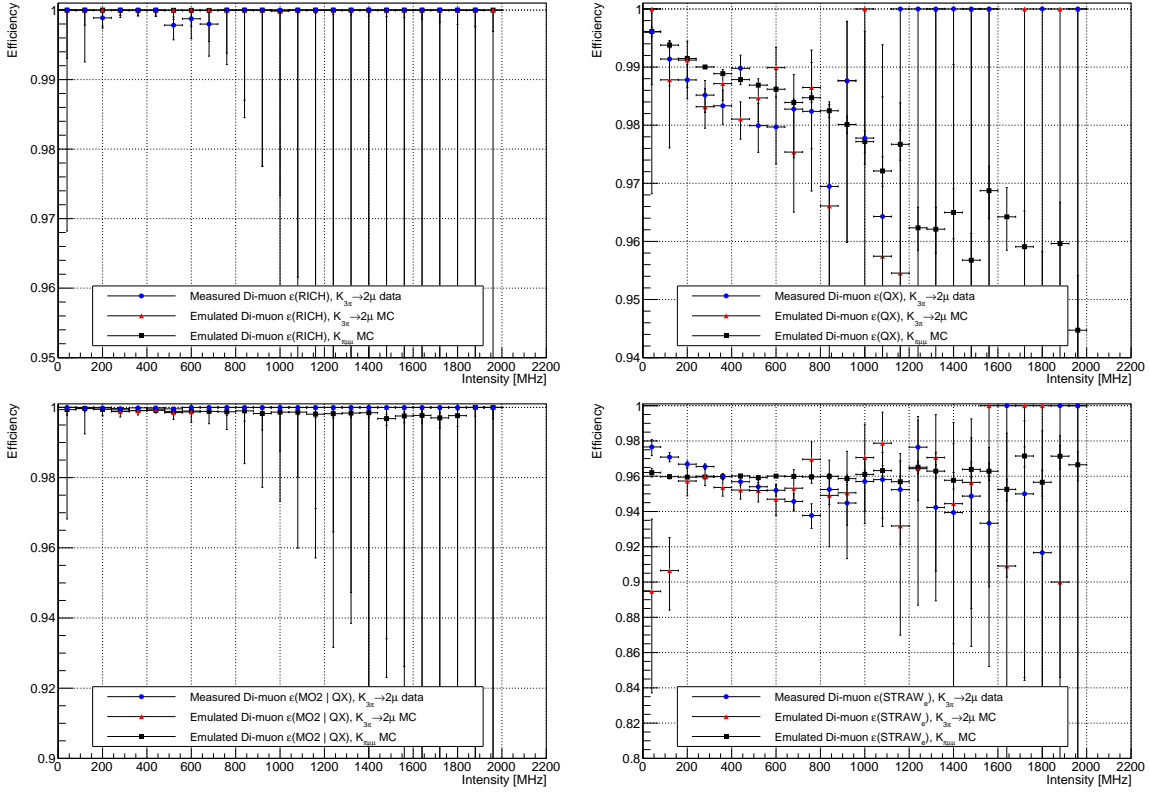 Efficiency
1
0.99
0.98
0.97
0.96
0.95
0 200 400 600 800 1000 1200 1400 1600 1800 2000 2200
Intensity [MHz]
Measured Di-muon ε(RICH), K3π→2μ data
Emulated Di-muon ε(RICH), K3π→2μ MC
Emulated Di-muon ε(RICH), Kπμμ MC
Efficiency
1
0.99
0.98
0.97
0.96
0.95
0.94
0 200 400 600 800 1000 1200 1400 1600 1800 2000 2200
Intensity [MHz]
Measured Di-muon ε(QX), K3π→2μ data
Emulated Di-muon ε(QX), K3π→2μ MC
Emulated Di-muon ε(QX), Kπμμ MC
Efficiency
1
0.98
0.96
0.94
0.92
0.9
0 200 400 600 800 1000 1200 1400 1600 1800 2000 2200
Intensity [MHz]
Measured Di-muon ε(MO2 | QX), K3π→2μ data
Emulated Di-muon ε(MO2 | QX), K3π→2μ MC
Emulated Di-muon ε(MO2 | QX), Kπμμ MC
Efficiency
1
0.98
0.96
0.94
0.92
0.9
0.88
0.86
0.84
0.82
0.8
0 200 400 600 800 1000 1200 1400 1600 1800 2000 2200
Intensity [MHz]
Measured Di-muon ε(STRAWe), K3π→2μ data
Emulated Di-muon ε(STRAWe), K3π→2μ MC
Emulated Di-muon ε(STRAWe), Kπμμ MC